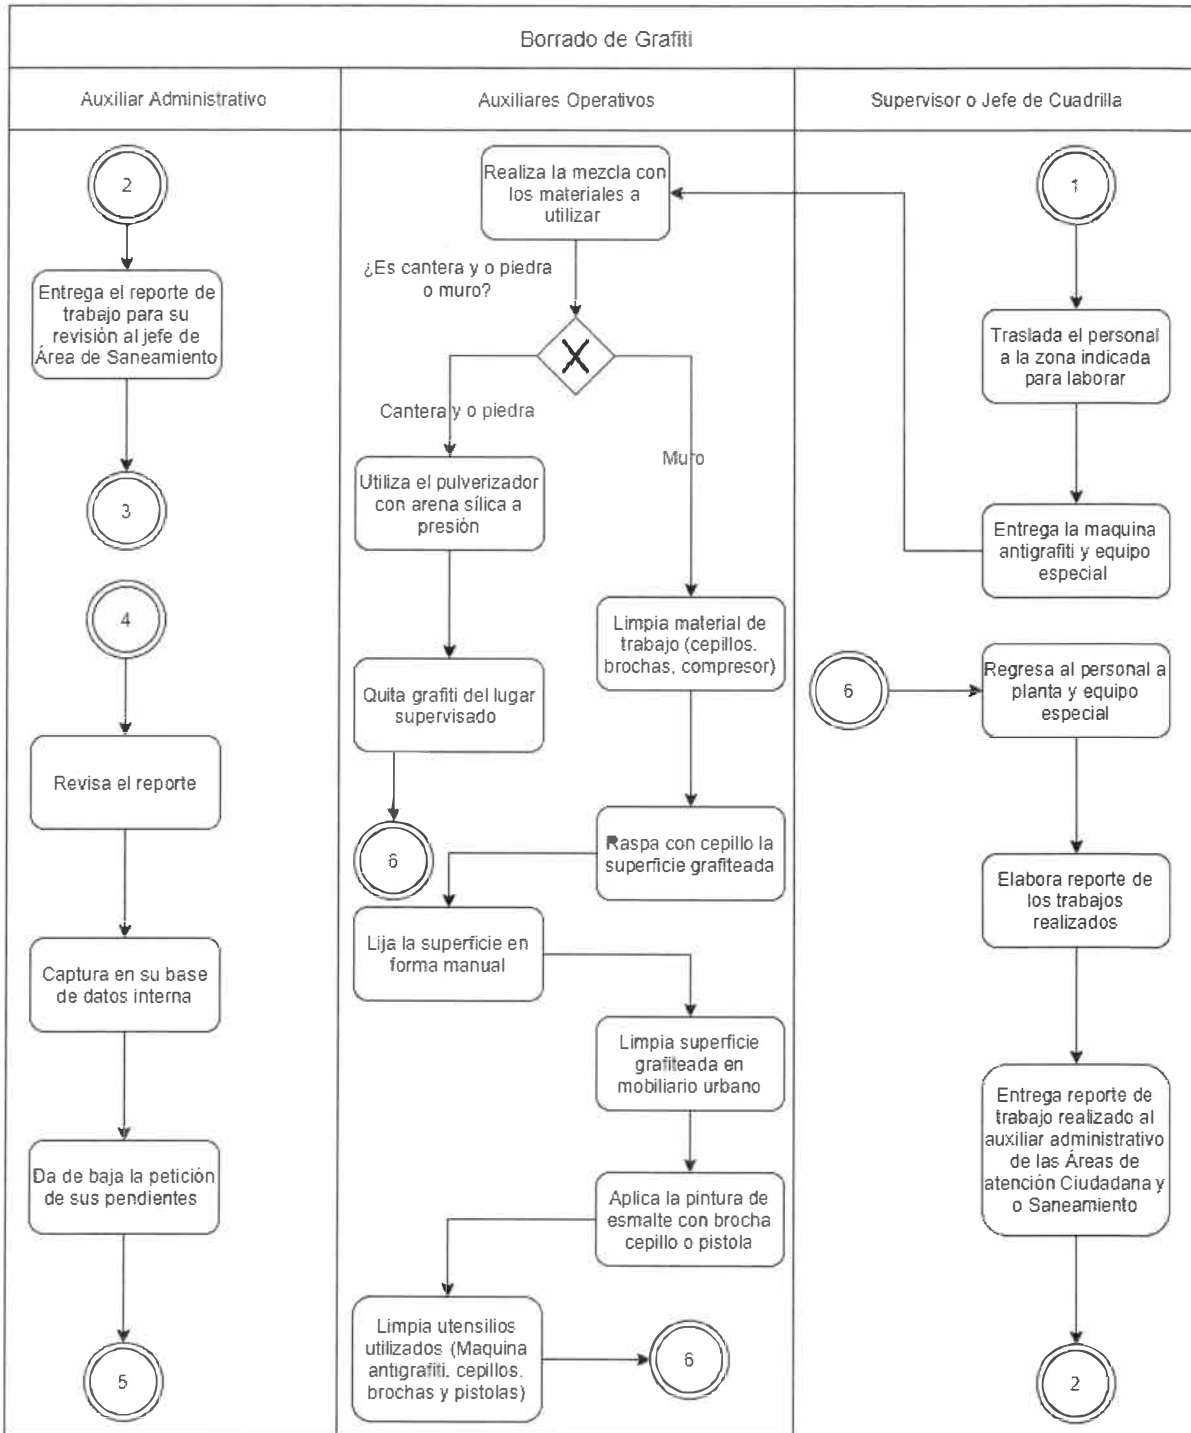 Borrado de Grafiti
Auxiliar Administrativo
Auxiliares Operativos
Supervisor o Jefe de Cuadrilla
2
Entrega el reporte de
trabajo para su
revisión al jefe de
Área de Saneamiento
3
4
Revisa el reporte
Captura en su base
de datos interna
Da de baja la petición
de sus pendientes
5
Realiza la mezcla con
los materiales a
utilizar
¿Es cantera y o piedra
o muro?
X
Cantera y o piedra
Muro
Utiliza el pulverizador
con arena sílica a
presión
Quita grafiti del lugar
supervisado
6
Limpia material de
trabajo (cepillos.
brochas, compresor)
Raspa con cepillo la
superficie grafiteada
Lija la superficie en
forma manual
Limpia superficie
grafiteada en
mobiliario urbano
Aplica la pintura de
esmalte con brocha
cepillo o pistola
Limpia utensilios
utilizados (Maquina
antigrafiti, cepillos.
brochas y pistolas)
6
1
Traslada el personal
a la zona indicada
para laborar
Entrega la maquina
antigrafiti y equipo
especial
6
Regresa al personal a
planta y equipo
especial
Elabora reporte de
los trabajos
realizados
Entrega reporte de
trabajo realizado al
auxiliar administrativo
de las Áreas de
atención Ciudadana y
o Saneamiento
2